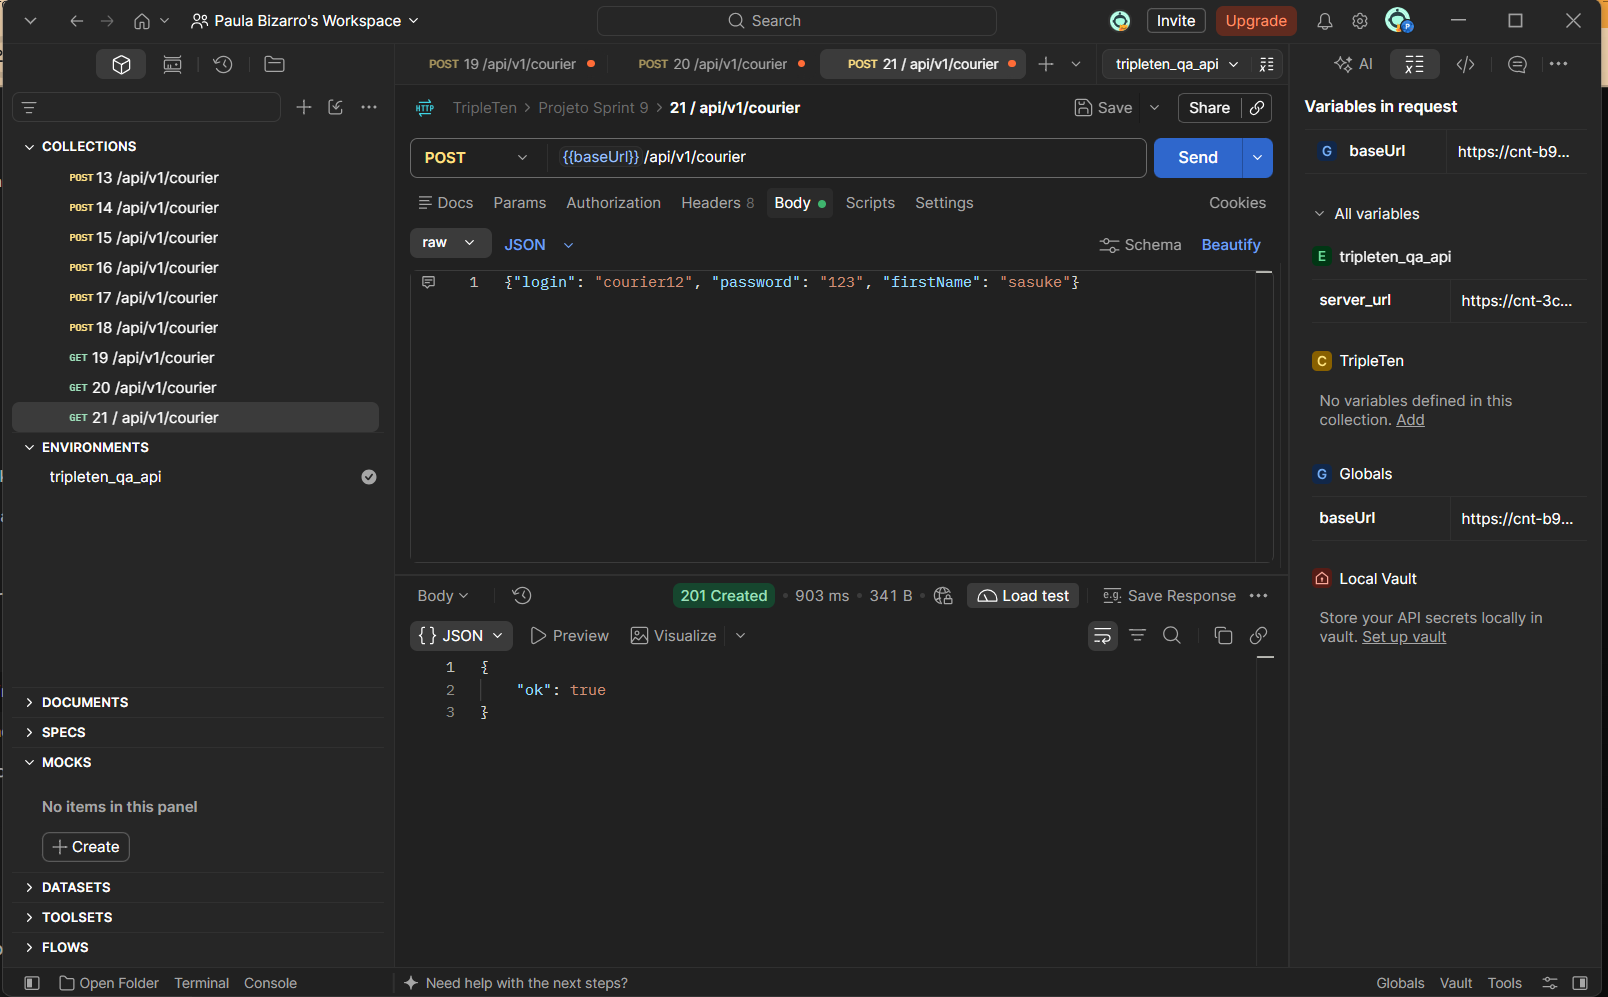 Paula Bizarro's Workspace
Search
Invite
Upgrade
COLLECTIONS
POST 13 /api/v1/courier
POST 14 /api/v1/courier
POST 15 /api/v1/courier
POST 16 /api/v1/courier
POST 17 /api/v1/courier
POST 18 /api/v1/courier
GET 19 /api/v1/courier
GET 20 /api/v1/courier
GET 21 / api/v1/courier
ENVIRONMENTS
tripleten_qa_api
DOCUMENTS
SPECS
MOCKS
No items in this panel
Create
DATASETS
TOOLSETS
FLOWS
POST 19 /api/v1/courier
POST 20 /api/v1/courier
POST 21 / api/v1/courier
tripleten_qa_api
HTTP TripleTen > Projeto Sprint 9 > 21 / api/v1/courier
Save
Share
POST {{baseUrl}} /api/v1/courier
Send
Docs Params Authorization Headers 8 Body Scripts Settings Cookies
raw JSON Schema Beautify
1 {"login": "courier12", "password": "123", "firstName": "sasuke"}
Body 201 Created 903 ms 341 B Load test e.g. Save Response
{} JSON Preview Visualize
1 {
2 "ok": true
3 }
AI
Variables in request
G baseUrl https://cnt-b9...
All variables
E tripleten_qa_api
server_url https://cnt-3c...
C TripleTen
No variables defined in this
collection. Add
G Globals
baseUrl https://cnt-b9...
Local Vault
Store your API secrets locally in
vault. Set up vault
Open Folder Terminal Console Need help with the next steps? Globals Vault Tools